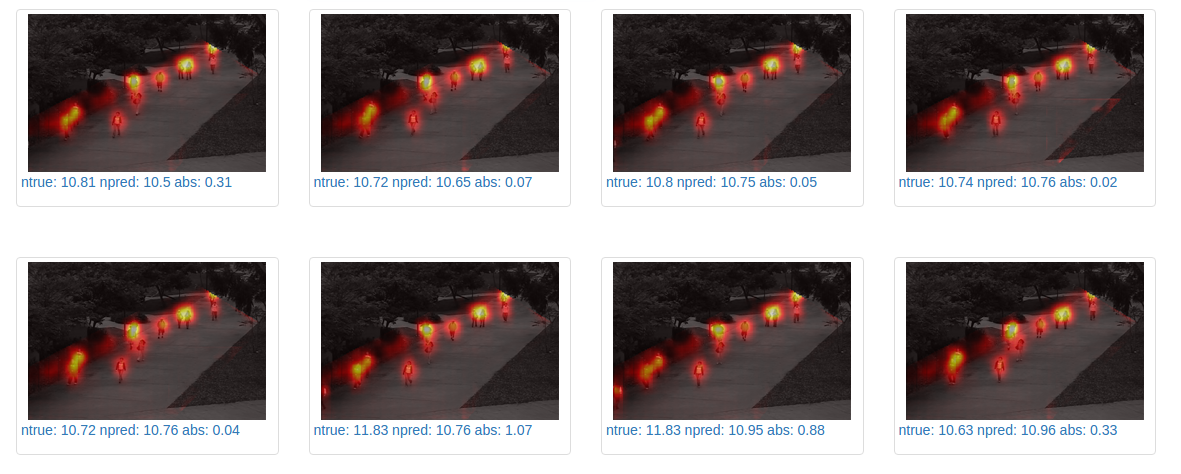 ntrue: 10.81 npred: 10.5 abs: 0.31
ntrue: 10.72 npred: 10.65 abs: 0.07
ntrue: 10.8 npred: 10.75 abs: 0.05
ntrue: 10.74 npred: 10.76 abs: 0.02
ntrue: 10.72 npred: 10.76 abs: 0.04
ntrue: 11.83 npred: 10.76 abs: 1.07
ntrue: 11.83 npred: 10.95 abs: 0.88
ntrue: 10.63 npred: 10.96 abs: 0.33